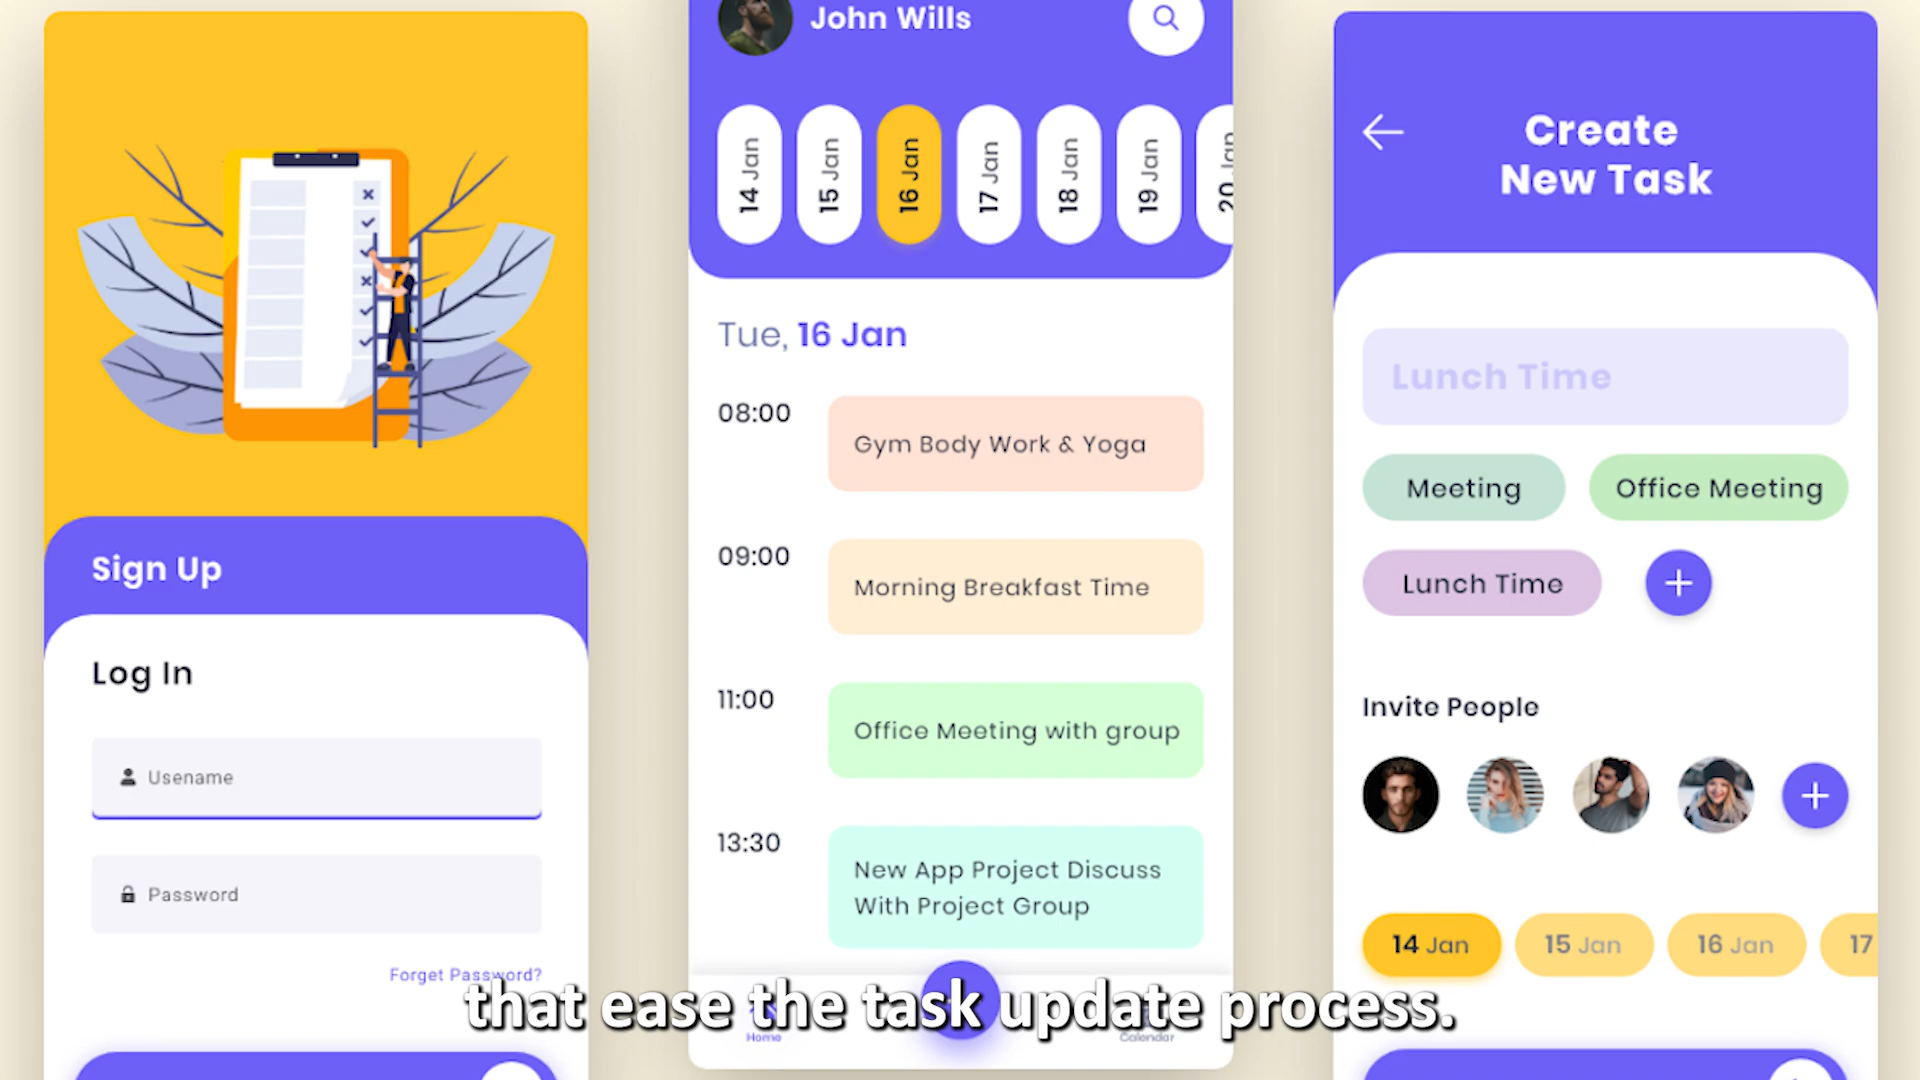 Sign Up
Log In
Usename
Password
Forget Password?
John Wills
14 Jan
15 Jan
16 Jan
17 Jan
18 Jan
19 Jan
20 Jan
Tue, 16 Jan
08:00
Gym Body Work & Yoga
09:00
Morning Breakfast Time
11:00
Office Meeting with group
13:30
New App Project Discuss
With Project Group
Home
Calendar
Create
New Task
Lunch Time
Meeting
Office Meeting
Lunch Time
Invite People
14 Jan
15 Jan
16 Jan
17
that ease the task update process.